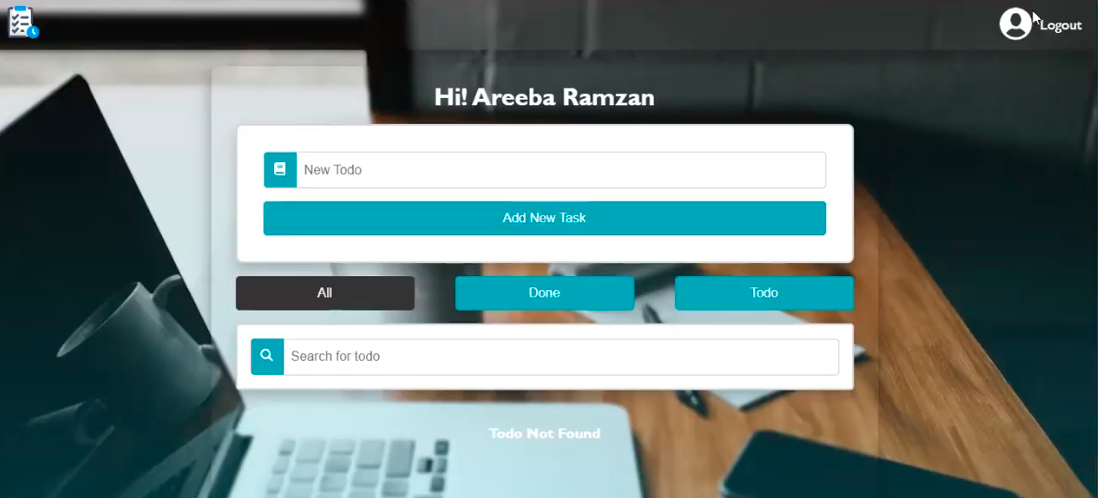 Logout
Hi! Areeba Ramzan
New Todo
Add New Task
All
Done
Todo
Search for todo
Todo Not Found